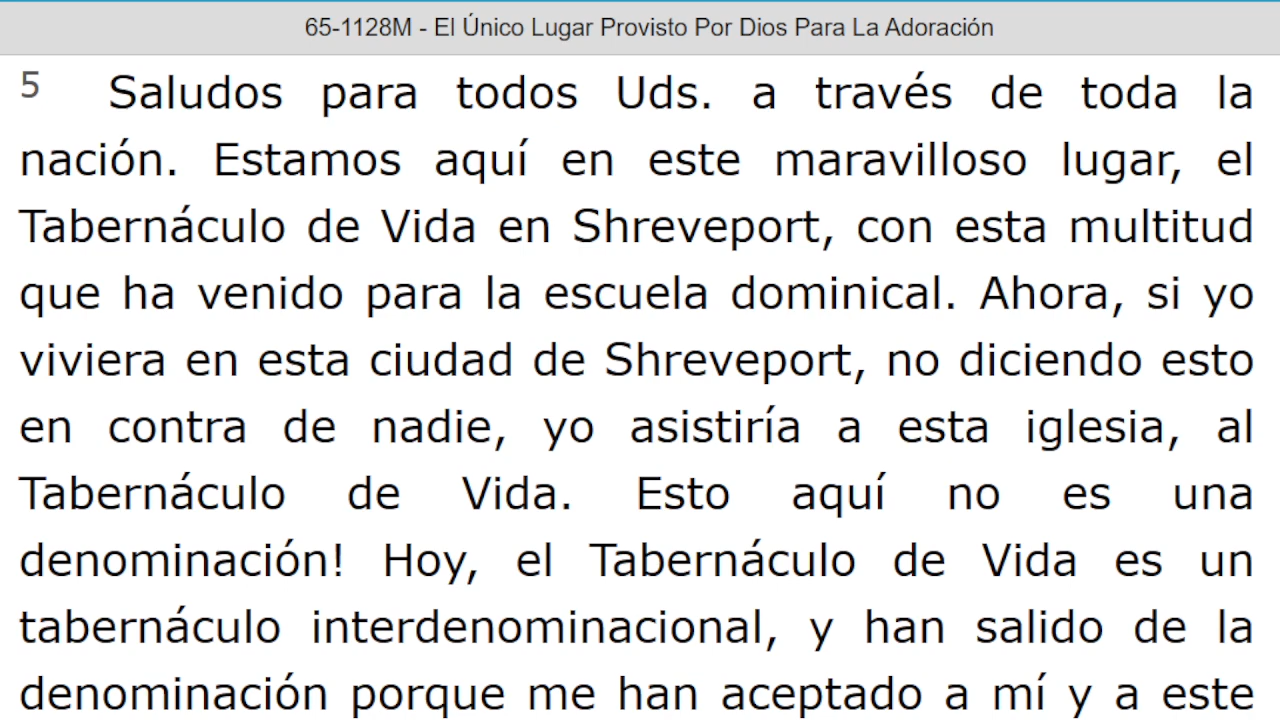 65-1128M - El Único Lugar Provisto Por Dios Para La Adoración
5 Saludos para todos Uds. a través de toda la
nación. Estamos aquí en este maravilloso lugar, el
Tabernáculo de Vida en Shreveport, con esta multitud
que ha venido para la escuela dominical. Ahora, si yo
viviera en esta ciudad de Shreveport, no diciendo esto
en contra de nadie, yo asistiría a esta iglesia, al
Tabernáculo de Vida. Esto aquí no es una
denominación! Hoy, el Tabernáculo de Vida es un
tabernáculo interdenominacional, y han salido de la
denominación porque me han aceptado a mí y a este